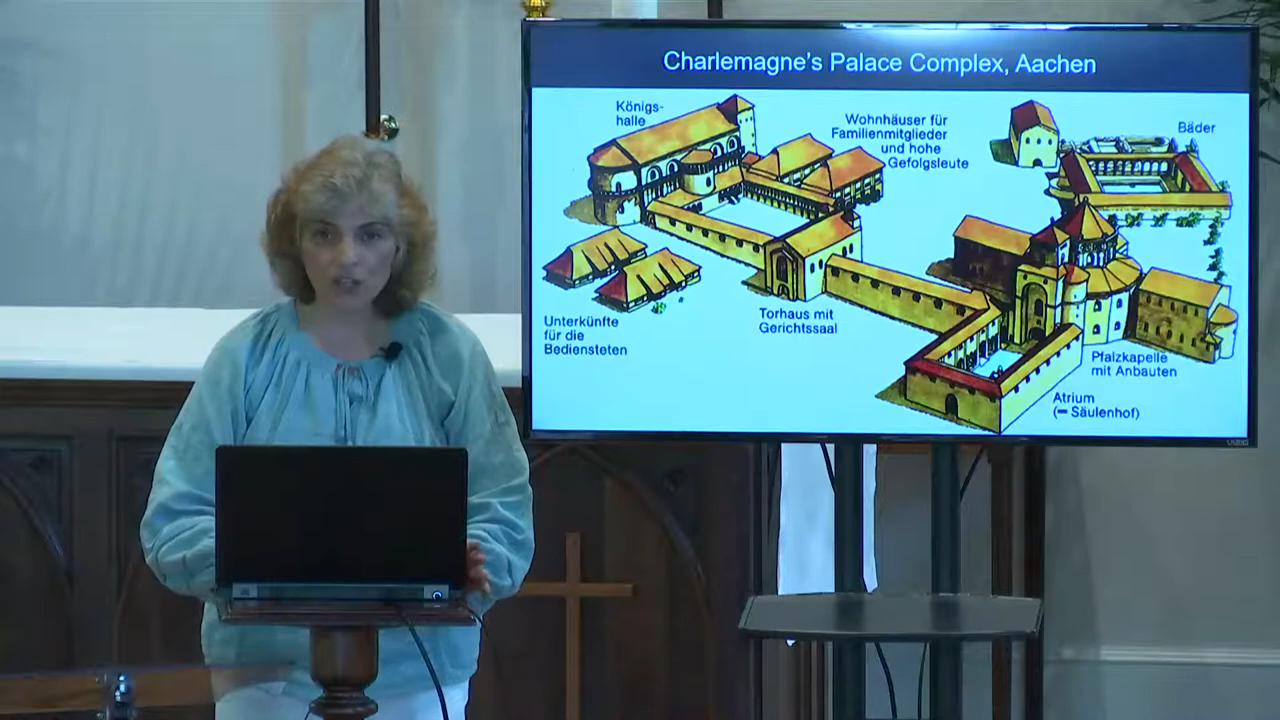 Charlemagne's Palace Complex, Aachen
Königs-
halle
Wohnhäuser für
Familienmitglieder
und hohe
Gefolgsleute
Bäder
Unterkünfte
für die
Bediensteten
Torhaus mit
Gerichtssaal
Pfalzkapelle
mit Anbauten
Atrium
(= Säulenhof)